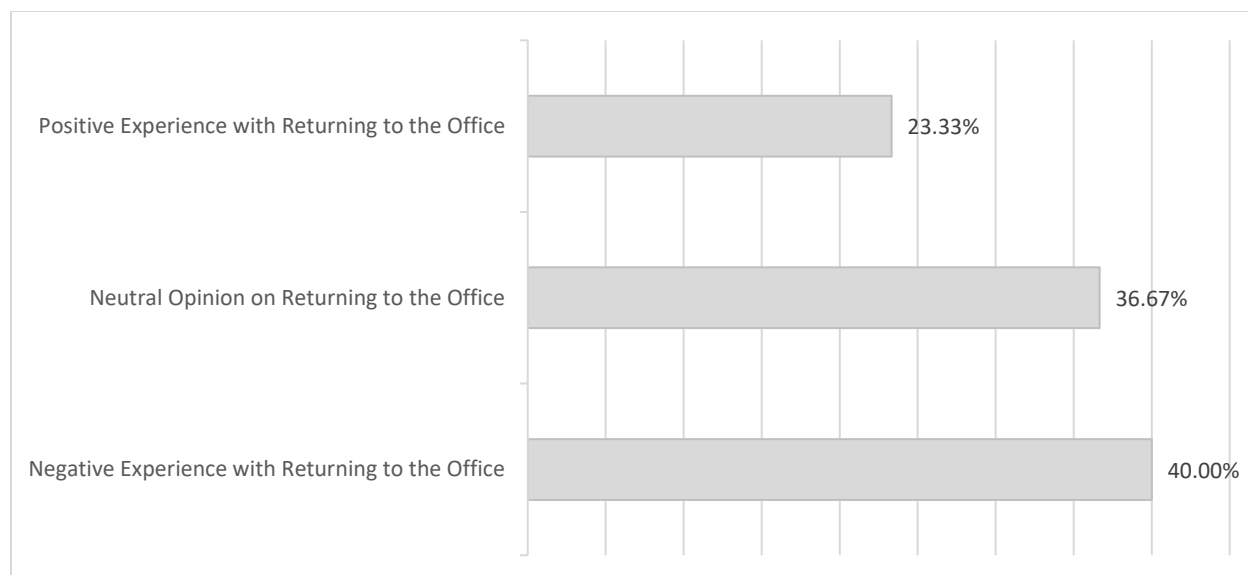 Positive Experience with Returning to the Office
23.33%
Neutral Opinion on Returning to the Office
36.67%
Negative Experience with Returning to the Office
40.00%